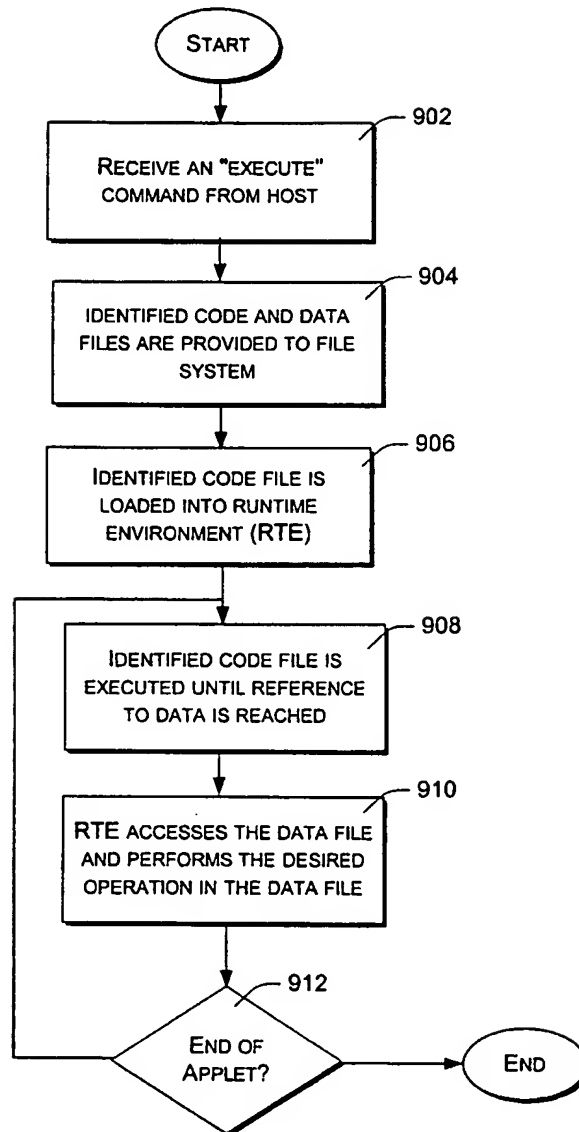 START
902
RECEIVE AN "EXECUTE"
COMMAND FROM HOST
904
IDENTIFIED CODE AND DATA
FILES ARE PROVIDED TO FILE
SYSTEM
906
IDENTIFIED CODE FILE IS
LOADED INTO RUNTIME
ENVIRONMENT (RTE)
908
IDENTIFIED CODE FILE IS
EXECUTED UNTIL REFERENCE
TO DATA IS REACHED
910
RTE ACCESSES THE DATA FILE
AND PERFORMS THE DESIRED
OPERATION IN THE DATA FILE
912
END OF
APPLET?
END